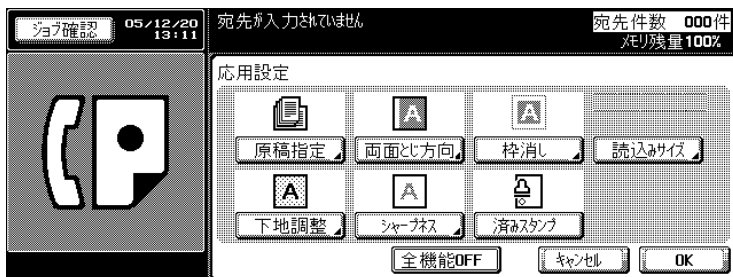 ジョブ確認
05/12/20
13:11
宛先が入力されていません
宛先件数 000件
メモリ残量100%
応用設定
A
A
原稿指定
両面とじ方向
枠消し
読込みサイズ
A
A
下地調整
シャープネス
済みスタンプ
全機能OFF
キャンセル
OK